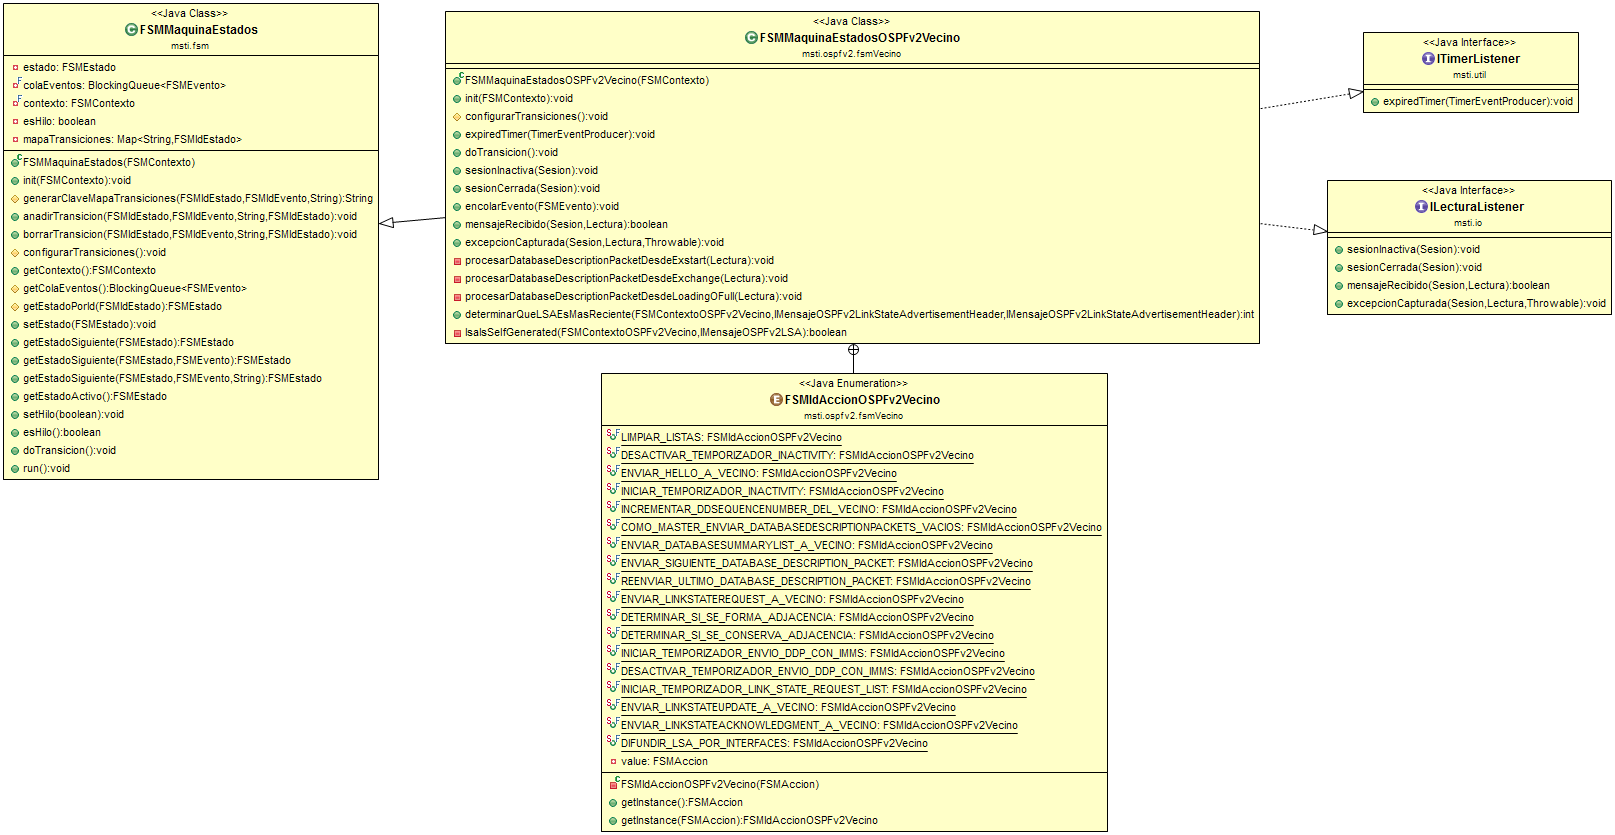 <<Java Class>>
FSMMaquinaEstados
msti.fsm
estado: FSMEstado
colaEventos: BlockingQueue<FSMEvento>
contexto: FSMContexto
esHilo: boolean
mapaTransiciones: Map<String,FSMIdEstado>
FSMMaquinaEstados(FSMContexto)
init(FSMContexto):void
generarClaveMapaTransiciones(FSMIdEstado,FSMIdEvento,String):String
anadirTransicion(FSMIdEstado,FSMIdEvento,String,FSMIdEstado):void
borrarTransicion(FSMIdEstado,FSMIdEvento,String,FSMIdEstado):void
configurarTransiciones():void
getContexto():FSMContexto
getColaEventos():BlockingQueue<FSMEvento>
getEstadoPorId(FSMIdEstado):FSMEstado
setEstado(FSMEstado):void
getEstadoSiguiente(FSMEstado):FSMEstado
getEstadoSiguiente(FSMEstado,FSMEvento):FSMEstado
getEstadoSiguiente(FSMEstado,FSMEvento,String):FSMEstado
getEstadoActivo():FSMEstado
setHilo(boolean):void
esHilo():boolean
doTransicion():void
run():void
<<Java Class>>
FSMMaquinaEstadosOSPFv2Vecino
msti.ospfv2.fsmVecino
FSMMaquinaEstadosOSPFv2Vecino(FSMContexto)
init(FSMContexto):void
configurarTransiciones():void
expiredTimer(TimerEventProducer):void
doTransicion():void
sesionInactiva(Sesion):void
sesionCerrada(Sesion):void
encolarEvento(FSMEvento):void
mensajeRecibido(Sesion,Lectura):boolean
excepcionCapturada(Sesion,Lectura,Throwable):void
procesarDatabaseDescriptionPacketDesdeExstart(Lectura):void
procesarDatabaseDescriptionPacketDesdeExchange(Lectura):void
procesarDatabaseDescriptionPacketDesdeLoadingOFull(Lectura):void
determinarQueLSAEsMasReciente(FSMContextoOSPFv2Vecino,IMensajeOSPFv2LinkStateAdvertisementHeader,IMensajeOSPFv2LinkStateAdvertisementHeader):int
lsaIsSelfGenerated(FSMContextoOSPFv2Vecino,IMensajeOSPFv2LSA):boolean
<<Java Interface>>
ITimerListener
msti.util
expiredTimer(TimerEventProducer):void
<<Java Interface>>
ILecturaListener
msti.io
sesionInactiva(Sesion):void
sesionCerrada(Sesion):void
mensajeRecibido(Sesion,Lectura):boolean
excepcionCapturada(Sesion,Lectura,Throwable):void
<<Java Enumeration>>
FSMIdAccionOSPFv2Vecino
msti.ospfv2.fsmVecino
LIMPIAR_LISTAS: FSMIdAccionOSPFv2Vecino
DESACTIVAR_TEMPORIZADOR_INACTIVITY: FSMIdAccionOSPFv2Vecino
ENVIAR_HELLO_A_VECINO: FSMIdAccionOSPFv2Vecino
INICIAR_TEMPORIZADOR_INACTIVITY: FSMIdAccionOSPFv2Vecino
INCREMENTAR_DDSEQUENCENUMBER_DEL_VECINO: FSMIdAccionOSPFv2Vecino
COMO_MASTER_ENVIAR_DATABASEDESCRIPTIONPACKETS_VACIOS: FSMIdAccionOSPFv2Vecino
ENVIAR_DATABASESUMMARYLIST_A_VECINO: FSMIdAccionOSPFv2Vecino
ENVIAR_SIGUIENTE_DATABASE_DESCRIPTION_PACKET: FSMIdAccionOSPFv2Vecino
REENVIAR_ULTIMO_DATABASE_DESCRIPTION_PACKET: FSMIdAccionOSPFv2Vecino
ENVIAR_LINKSTATEREQUEST_A_VECINO: FSMIdAccionOSPFv2Vecino
DETERMINAR_SI_SE_FORMA_ADJACENCIA: FSMIdAccionOSPFv2Vecino
DETERMINAR_SI_SE_CONSERVA_ADJACENCIA: FSMIdAccionOSPFv2Vecino
INICIAR_TEMPORIZADOR_ENVIO_DDP_CON_IMMS: FSMIdAccionOSPFv2Vecino
DESACTIVAR_TEMPORIZADOR_ENVIO_DDP_CON_IMMS: FSMIdAccionOSPFv2Vecino
INICIAR_TEMPORIZADOR_LINK_STATE_REQUEST_LIST: FSMIdAccionOSPFv2Vecino
ENVIAR_LINKSTATEUPDATE_A_VECINO: FSMIdAccionOSPFv2Vecino
ENVIAR_LINKSTATEACKNOWLEDGMENT_A_VECINO: FSMIdAccionOSPFv2Vecino
DIFUNDIR_LSA_POR_INTERFACES: FSMIdAccionOSPFv2Vecino
value: FSMAccion
FSMIdAccionOSPFv2Vecino(FSMAccion)
getInstance():FSMAccion
getInstance(FSMAccion):FSMIdAccionOSPFv2Vecino